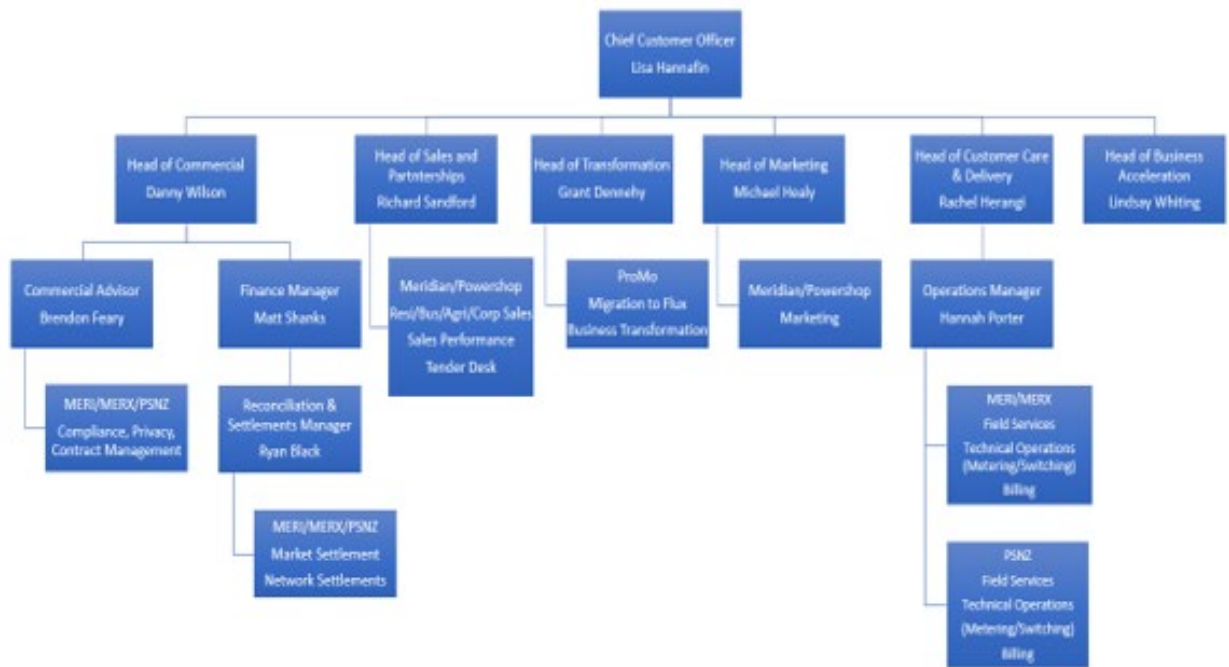 Chief Customer Officer
Lisa Hannafin
Head of Commercial
Danny Wilson
Head of Sales and
Partnterships
Richard Sandford
Head of Transformation
Grant Dennehy
Head of Marketing
Michael Healy
Head of Customer Care
& Delivery
Rachel Herangi
Head of Business
Acceleration
Lindsay Whiting
Commercial Advisor
Brendon Feary
Finance Manager
Matt Shanks
Meridian/Powershop
Resi/Bus/Agri/Corp Sales
Sales Performance
Tender Desk
ProMo
Migration to Flux
Business Transformation
Meridian/Powershop
Marketing
Operations Manager
Hannah Porter
MERI/MERX/PSNZ
Compliance, Privacy,
Contract Management
Reconciliation &
Settlements Manager
Ryan Black
MERI/MERX
Field Services
Technical Operations
(Metering/Switching)
Billing
MERI/MERX/PSNZ
Market Settlement
Network Settlements
PSNZ
Field Services
Technical Operations
(Metering/Switching)
Billing